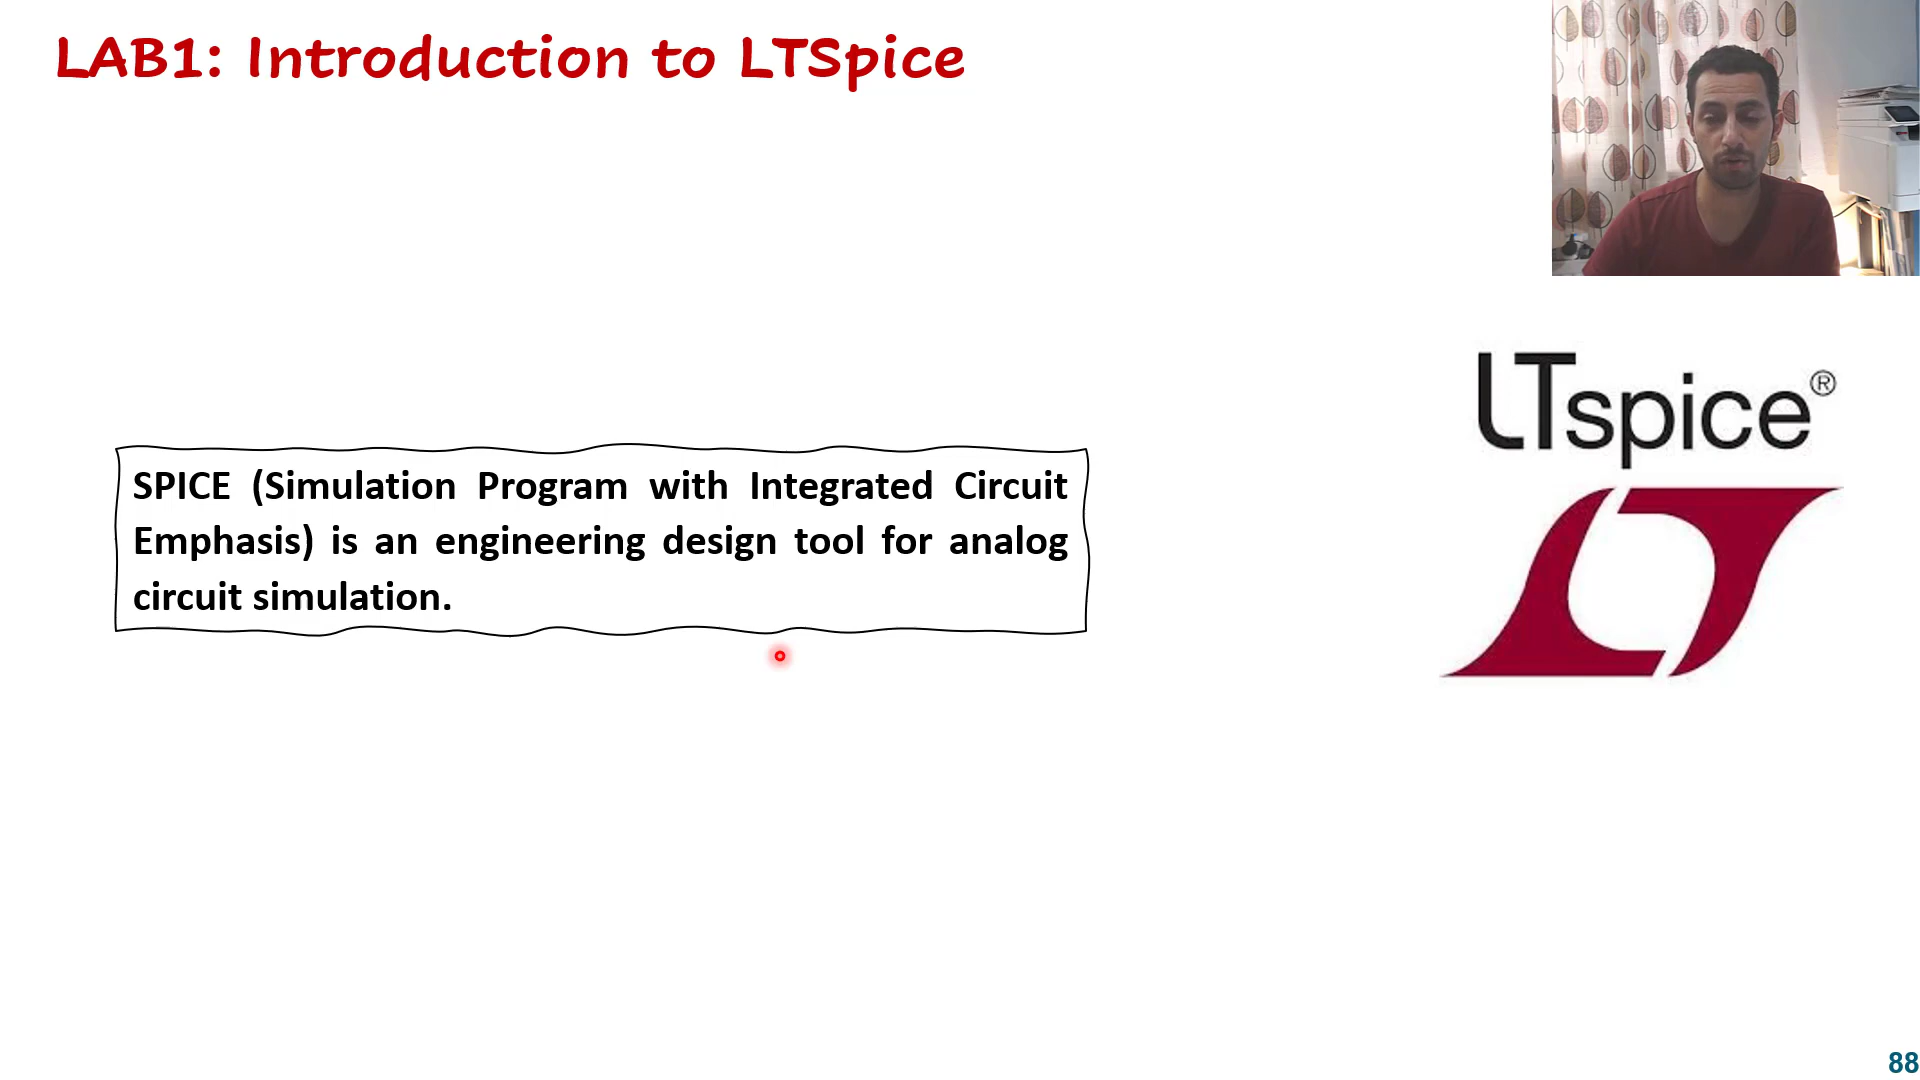 LAB1: Introduction to LTSpice
LTspice®
SPICE (Simulation Program with Integrated Circuit
Emphasis) is an engineering design tool for analog
circuit simulation.
88